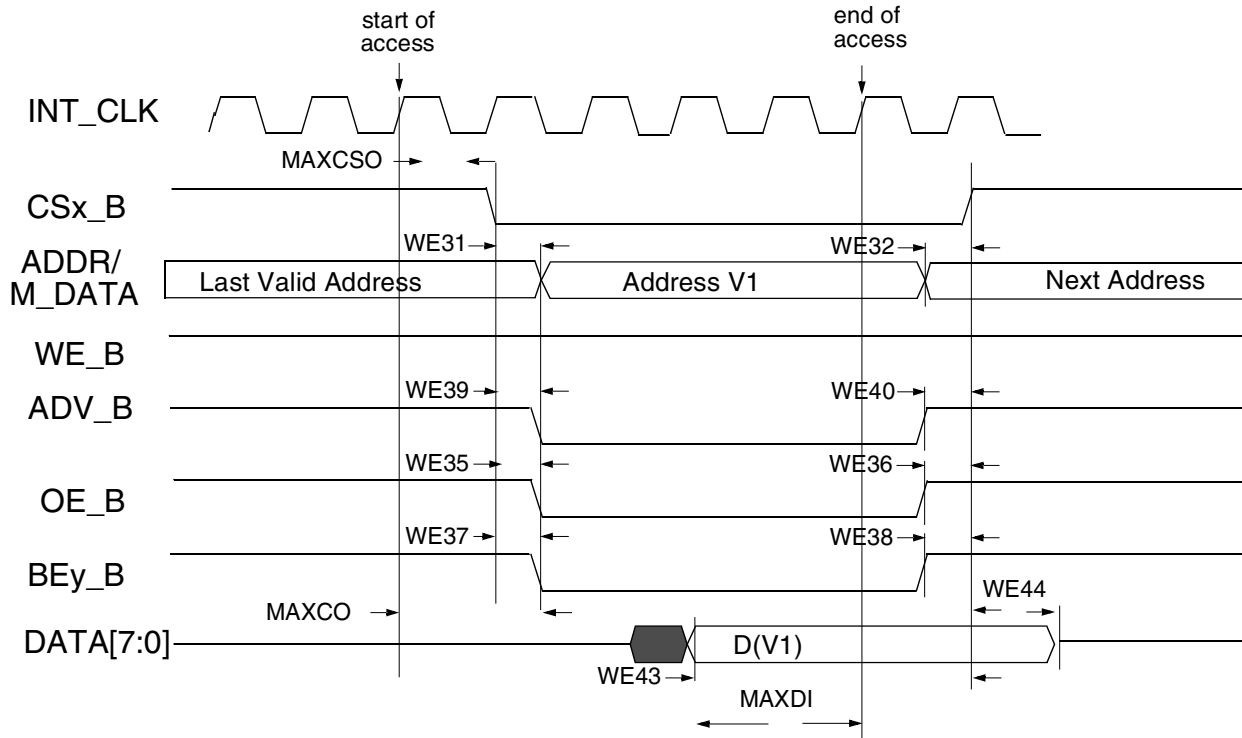 start of
access
end of
access
INT_CLK
MAXCSO
CSx_B
WE31
WE32
ADDR/
M_DATA
Last Valid Address
Address V1
Next Address
WE_B
WE39
WE40
ADV_B
WE35
WE36
OE_B
WE37
WE38
BEy_B
WE44
MAXCO
DATA[7:0]
D(V1)
WE43
MAXDI